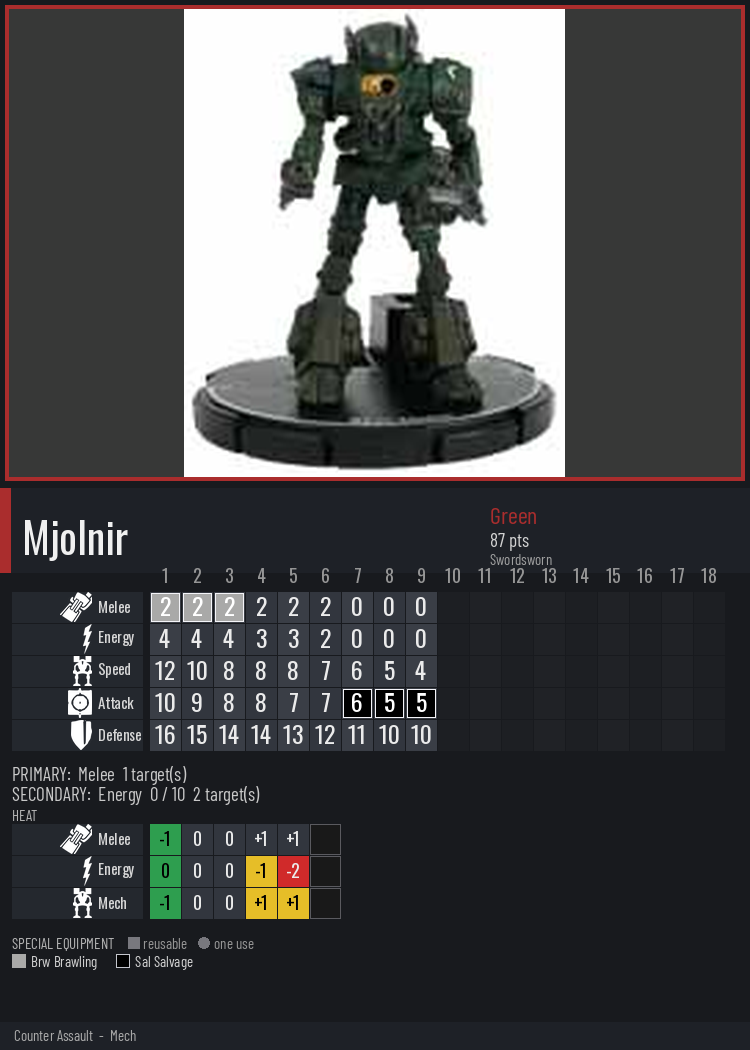 Mjolnir
Green
87 pts
Swordsworn
1 2 3 4 5 6 7 8 9 10 11 12 13 14 15 16 17 18
Melee 2 2 2 2 2 2 0 0 0
Energy 4 4 4 3 3 2 0 0 0
Speed 12 10 8 8 8 7 6 5 4
Attack 10 9 8 8 7 7 6 5 5
Defense 16 15 14 14 13 12 11 10 10
PRIMARY: Melee 1 target(s)
SECONDARY: Energy 0 / 10 2 target(s)
HEAT
Melee -1 0 0 +1 +1
Energy 0 0 0 -1 -2
Mech -1 0 0 +1 +1
SPECIAL EQUIPMENT reusable one use
Brw Brawling Sal Salvage
Counter Assault - Mech